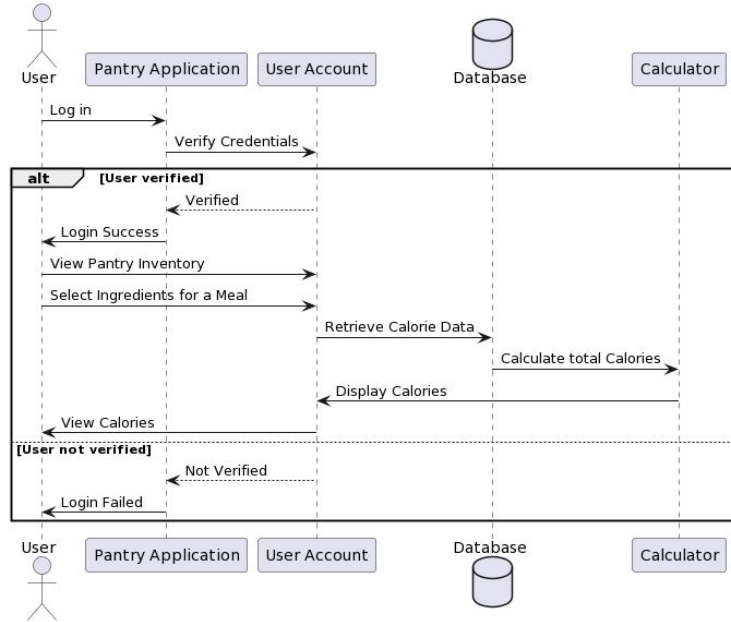 User
Pantry Application
User Account
Database
Calculator
Log in
Verify Credentials
alt
[User verified]
Verified
Login Success
View Pantry Inventory
Select Ingredients for a Meal
Retrieve Calorie Data
Calculate total Calories
Display Calories
View Calories
[User not verified]
Not Verified
Login Failed
User
Pantry Application
User Account
Database
Calculator